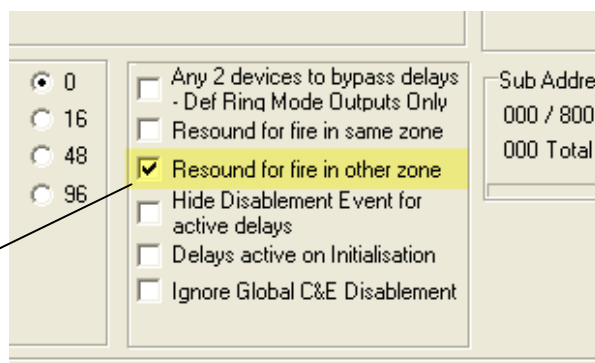 0
16
48
96
Any 2 devices to bypass delays
- Def Ring Mode Outputs Only
Resound for fire in same zone
Resound for fire in other zone
Hide Disablement Event for
active delays
Delays active on Initialisation
Ignore Global C&E Disablement
Sub Addre
000 / 800
000 Total